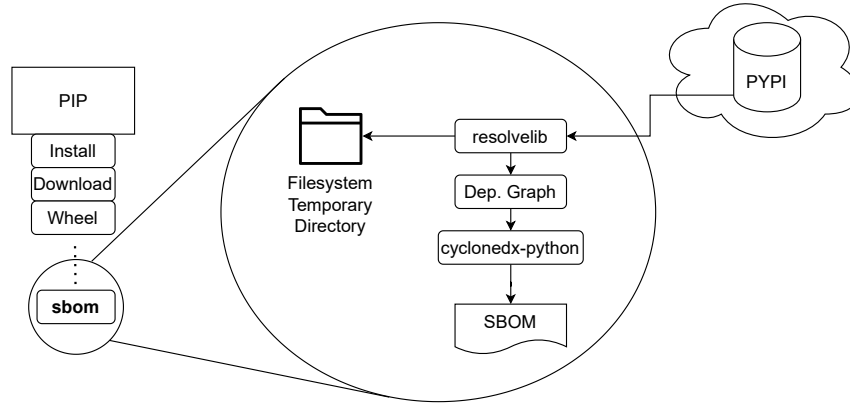 PIP
Install
Download
Wheel
sbom
Filesystem
Temporary
Directory
resolvelib
Dep. Graph
cyclonedx-python
SBOM
PYPI